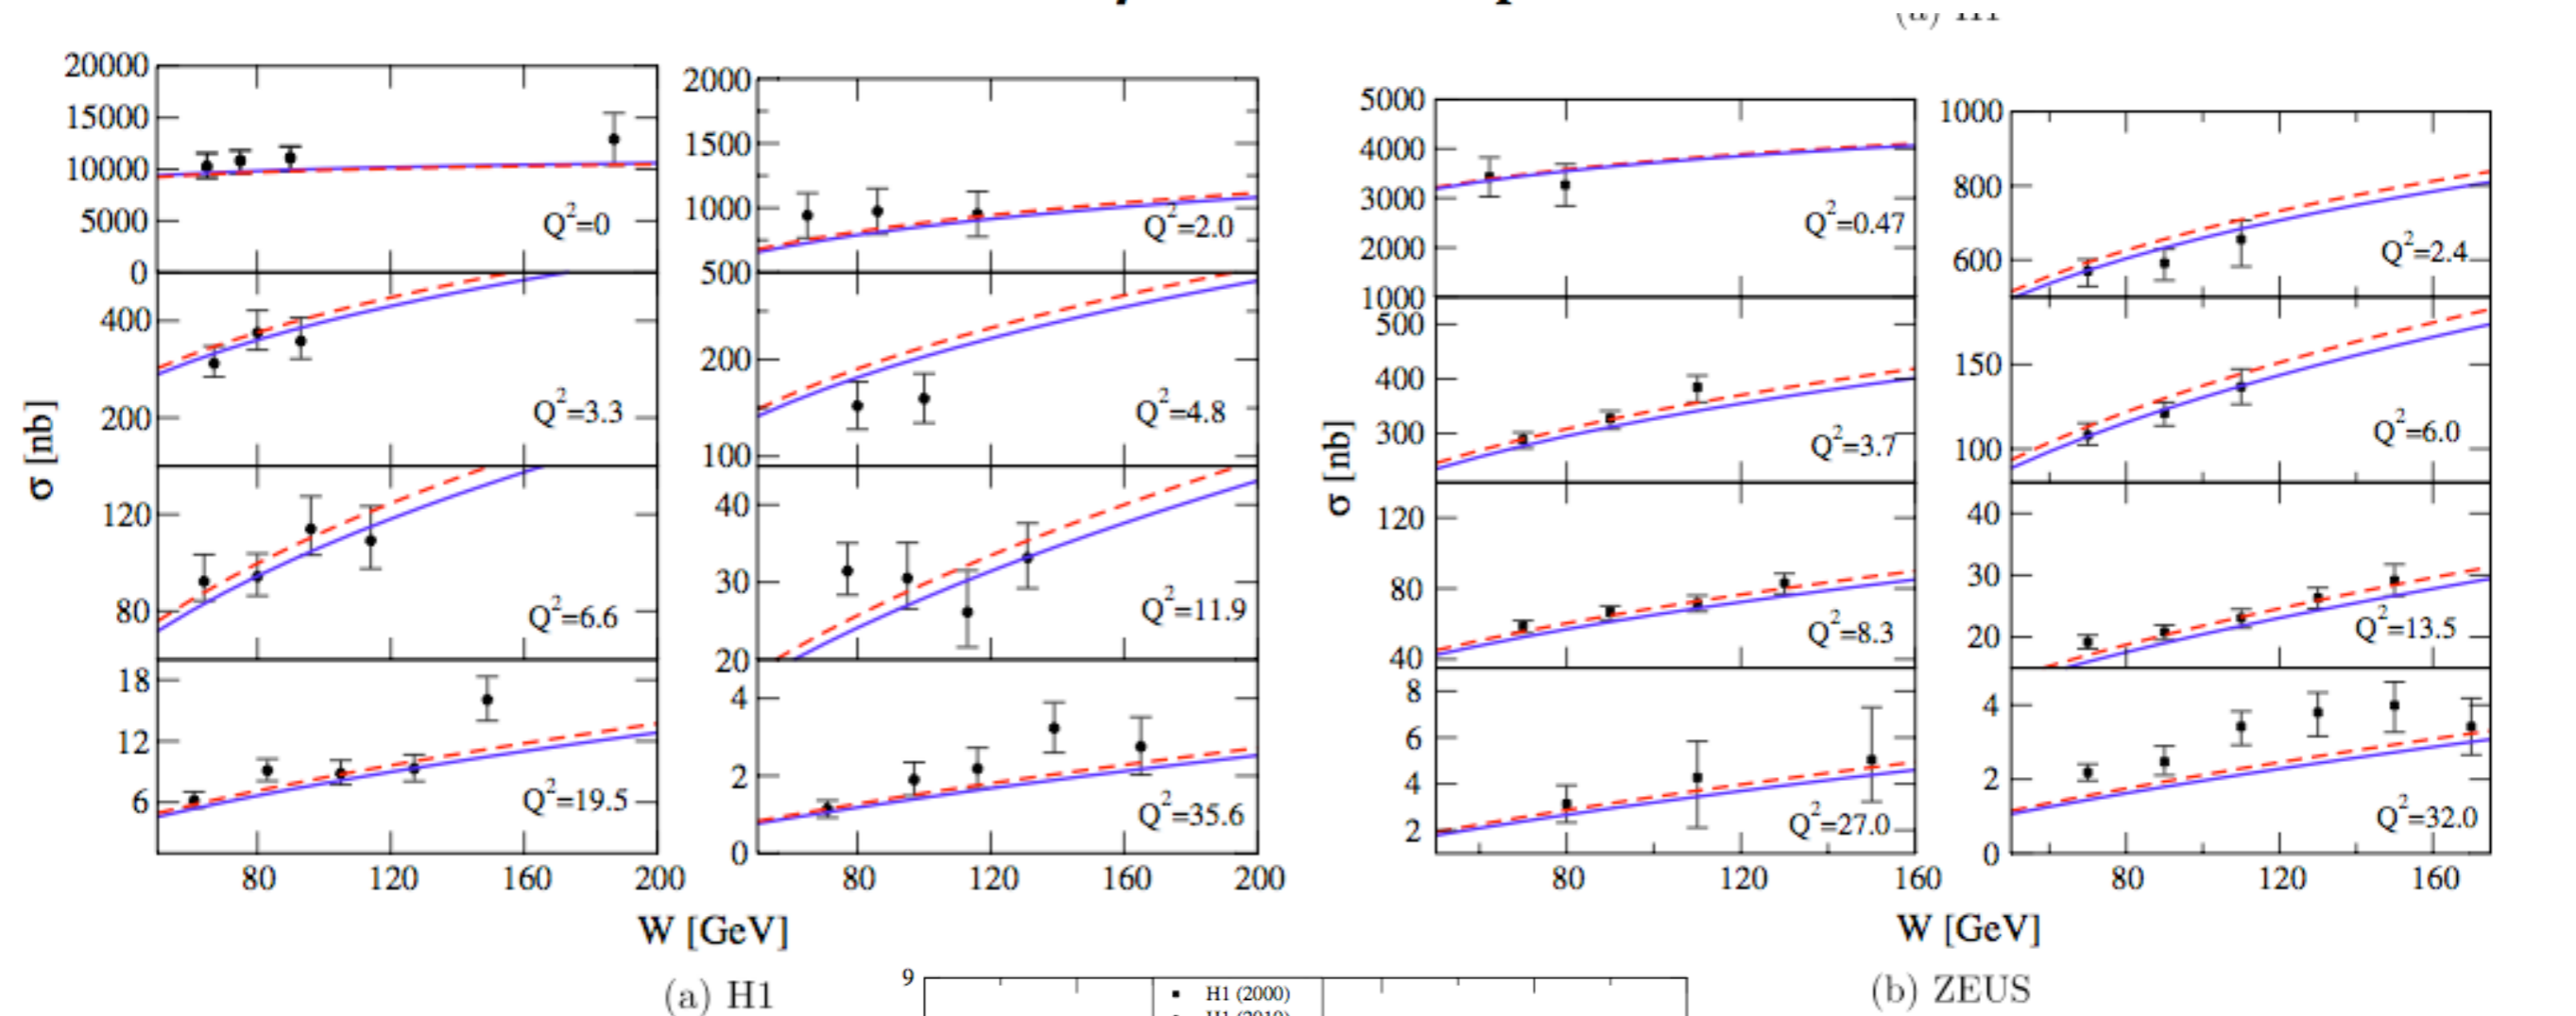 20000
15000
10000
5000
0
Q²=0
400
200
Q²=3.3
120
80
Q²=6.6
18
12
6
Q²=19.5
80 120 160 200
2000
1500
1000
500
Q²=2.0
200
100
Q²=4.8
40
30
20
Q²=11.9
4
2
0
Q²=35.6
80 120 160 200
σ [nb]
W [GeV]
(a) H1
5000
4000
3000
2000
1000
Q²=0.47
500
400
300
Q²=3.7
120
80
40
Q²=8.3
8
6
4
2
Q²=27.0
80 120 160
1000
800
600
Q²=2.4
150
100
Q²=6.0
40
30
20
Q²=13.5
4
2
0
Q²=32.0
80 120 160
σ [nb]
W [GeV]
(b) ZEUS
9
H1 (2000)